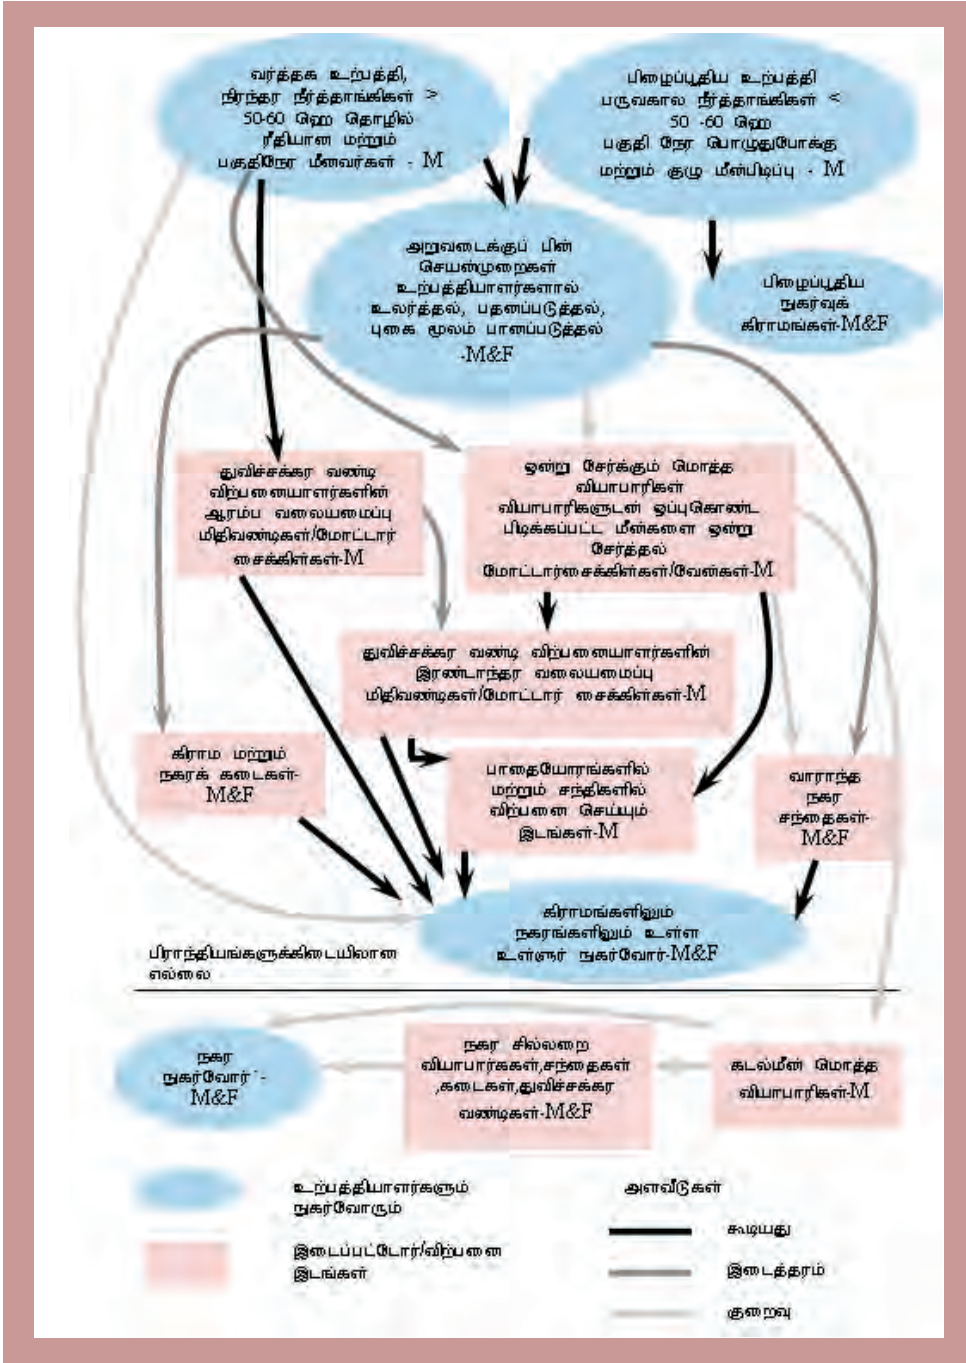 வர்த்தக உற்பத்தி,
நிரந்தர நீர்த்தாங்கிகள் >
50-60 ஹெ தொழில்
ரீதியான மற்றும்
பகுதிநேர மீனவர்கள் - M
பிழைப்பூதிய உற்பத்தி
பருவகால நீர்த்தாங்கிகள் <
50 -60 ஹெ
பகுதி நேர பொழுதுபோக்கு
மற்றும் குழு மீன்பிடிப்பு - M
அறுவடைக்குப் பின்
செயன்முறைகள்
உற்பத்தியாளர்களால்
உலர்த்தல், பதனப்படுத்தல்,
புகை மூலம் பானப்படுத்தல்
-M&F
பிழைப்பூதிய
நுகர்வுக்
கிராமங்கள்-M&F
துவிச்சக்கர வண்டி
விற்பனையாளர்களின்
ஆரம்ப வலையமைப்பு
மிதிவண்டிகள்/மோட்டார்
சைக்கிள்கள்-M
ஒன்று சேர்க்கும் மொத்த
வியாபாரிகள்
வியாபாரிகளுடன் ஒப்புகொண்ட
பிடிக்கப்பட்ட மீன்களை ஒன்று
சேர்த்தல்
மோட்டார்சைக்கிள்கள்/வேன்கள்-M
துவிச்சக்கர வண்டி விற்பனையாளர்களின்
இரண்டாந்தர வலையமைப்பு
மிதிவண்டிகள்/மோட்டார் சைக்கிள்கள்-M
கிராம மற்றும்
நகரக் கடைகள்-
M&F
பாதையோரங்களில்
மற்றும் சந்திகளில்
விற்பனை செய்யும்
இடங்கள்-M
வாராந்த
நகர
சந்தைகள்-
M&F
கிராமங்களிலும்
நகரங்களிலும் உள்ள
உள்ளூர் நுகர்வோர்-M&F
பிராந்தியங்களுக்கிடையிலான
எல்லை
நகர
நுகர்வோர் -
M&F
நகர சில்லறை
வியாபார்ககள்,சந்தைகள்
,கடைகள்,துவிச்சக்கர
வண்டிகள்-M&F
கடல்மீன் மொத்த
வியாபாரிகள்-M
உற்பத்தியாளர்களும்
நுகர்வோரும்
இடைப்பட்டோர்/விற்பனை
இடங்கள்
அளவீடுகள்
கூடியது
இடைத்தரம்
குறைவு